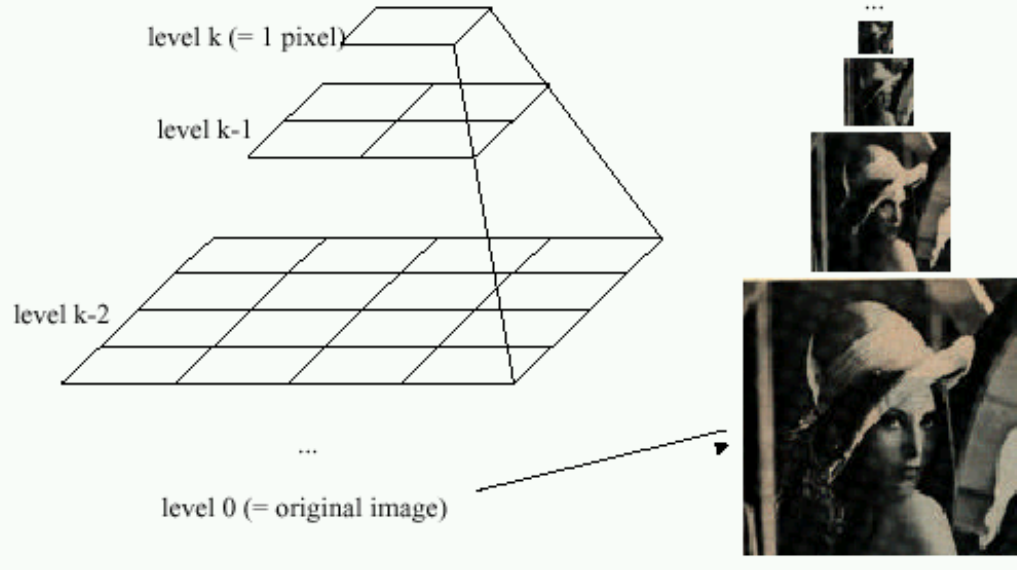 ...
level k (= 1 pixel)
level k-1
level k-2
...
level 0 (= original image)